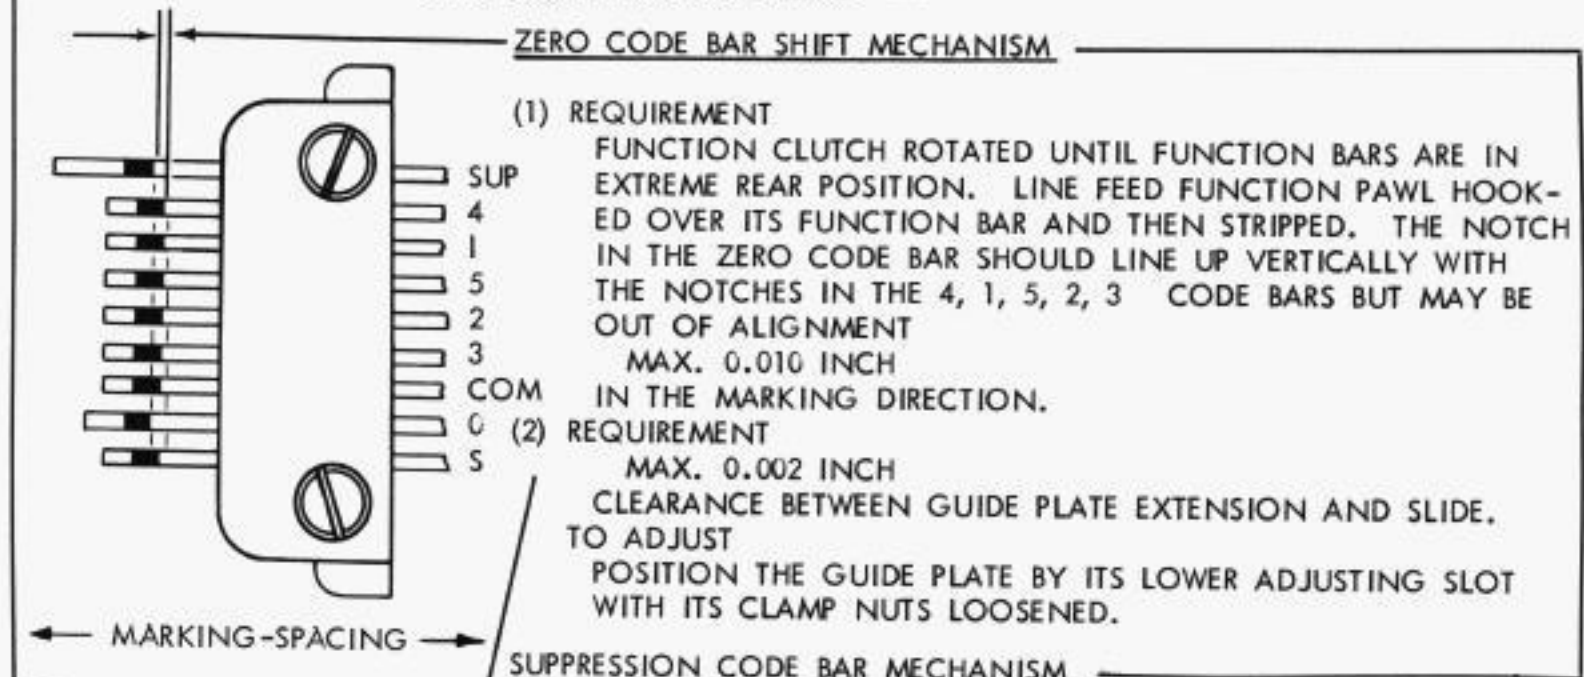 ZERO CODE BAR SHIFT MECHANISM
(1) REQUIREMENT
FUNCTION CLUTCH ROTATED UNTIL FUNCTION BARS ARE IN
EXTREME REAR POSITION. LINE FEED FUNCTION PAWL HOOK-
ED OVER ITS FUNCTION BAR AND THEN STRIPPED. THE NOTCH
IN THE ZERO CODE BAR SHOULD LINE UP VERTICALLY WITH
THE NOTCHES IN THE 4, 1, 5, 2, 3 CODE BARS BUT MAY BE
OUT OF ALIGNMENT
MAX. 0.010 INCH
IN THE MARKING DIRECTION.
(2) REQUIREMENT
MAX. 0.002 INCH
CLEARANCE BETWEEN GUIDE PLATE EXTENSION AND SLIDE.
TO ADJUST
POSITION THE GUIDE PLATE BY ITS LOWER ADJUSTING SLOT
WITH ITS CLAMP NUTS LOOSENED.
SUP
4
1
5
2
3
COM
0
S
MARKING-SPACING
SUPPRESSION CODE BAR MECHANISM